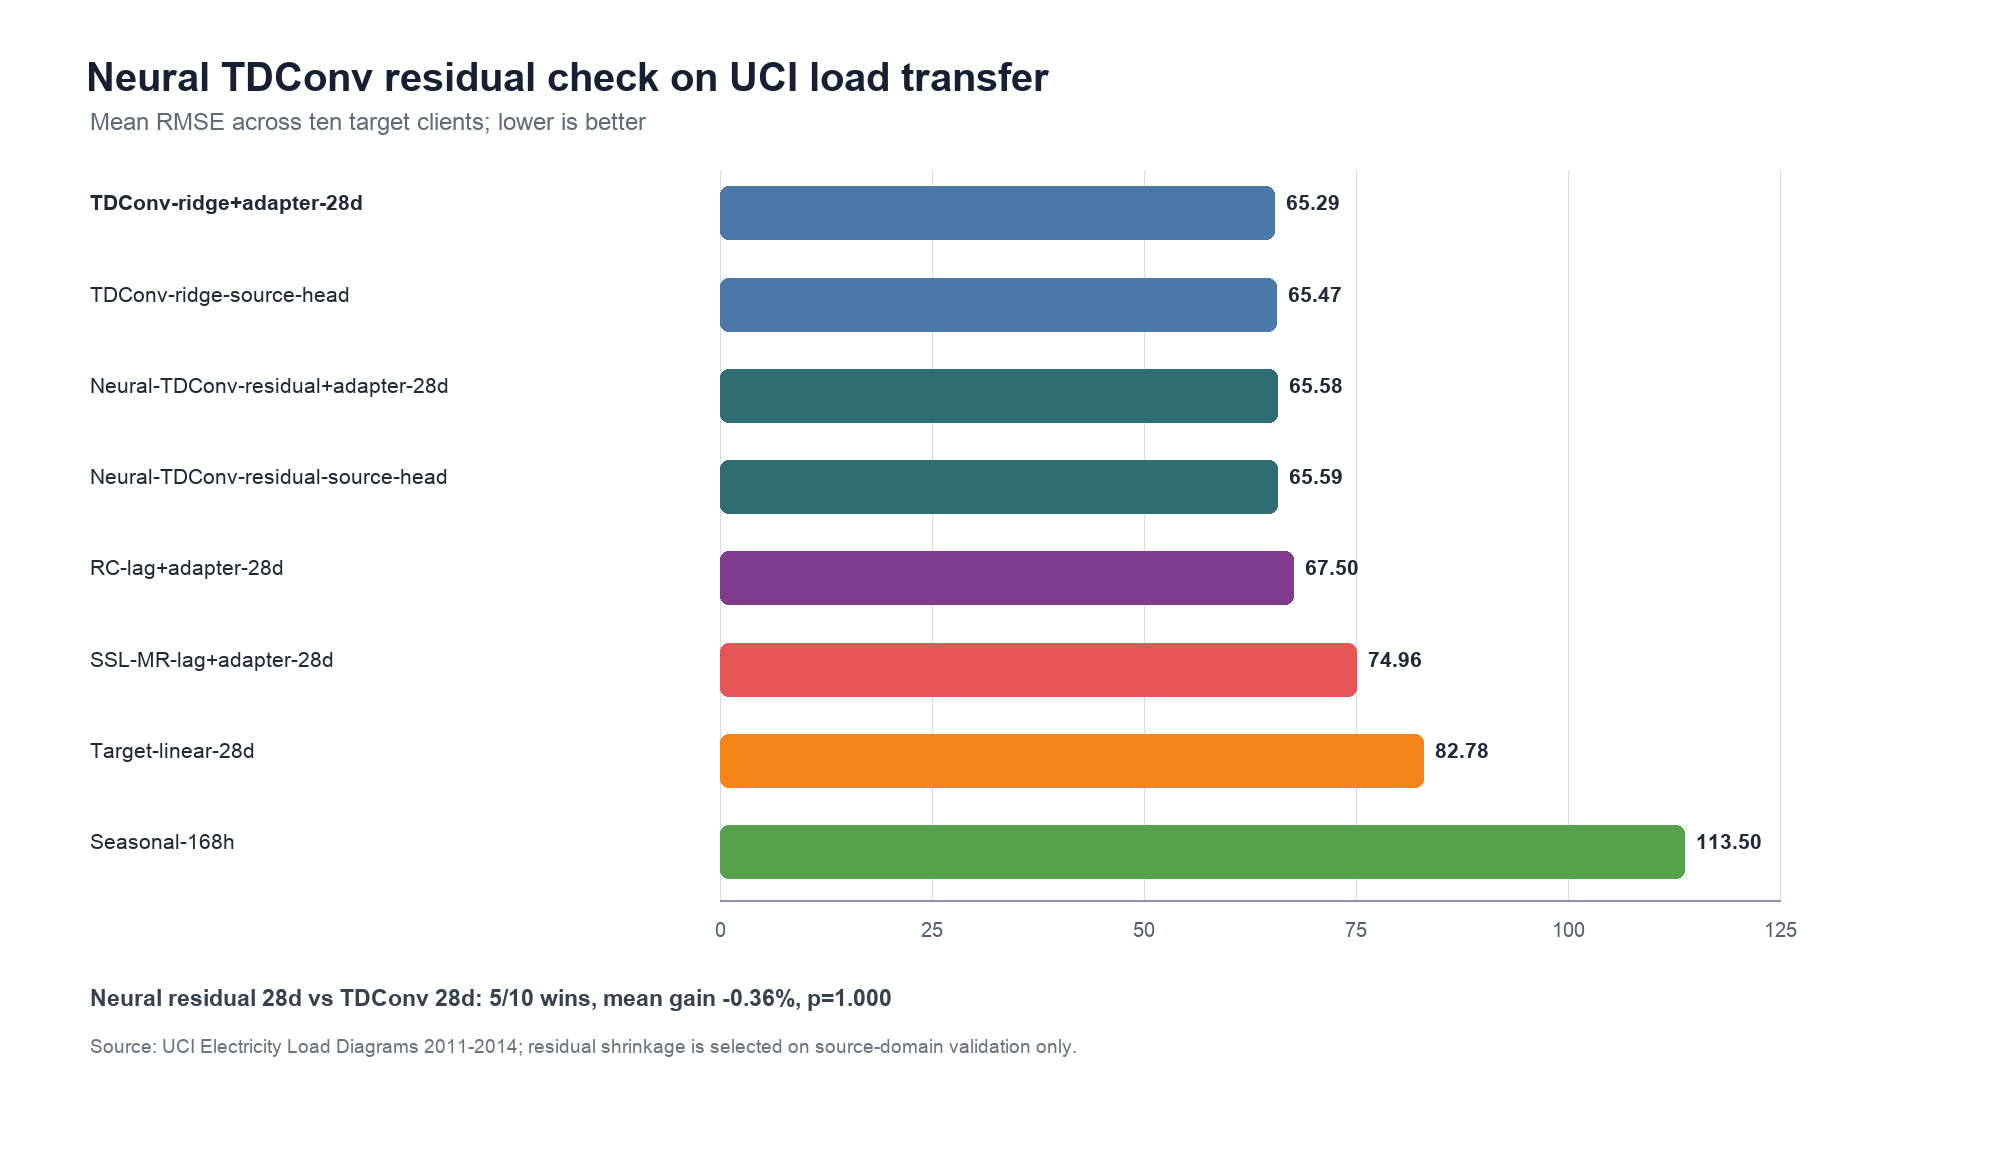 Neural TDConv residual check on UCI load transfer
Mean RMSE across ten target clients; lower is better
TDConv-ridge+adapter-28d 65.29
TDConv-ridge-source-head 65.47
Neural-TDConv-residual+adapter-28d 65.58
Neural-TDConv-residual-source-head 65.59
RC-lag+adapter-28d 67.50
SSL-MR-lag+adapter-28d 74.96
Target-linear-28d 82.78
Seasonal-168h 113.50
0 25 50 75 100 125
Neural residual 28d vs TDConv 28d: 5/10 wins, mean gain -0.36%, p=1.000
Source: UCI Electricity Load Diagrams 2011-2014; residual shrinkage is selected on source-domain validation only.